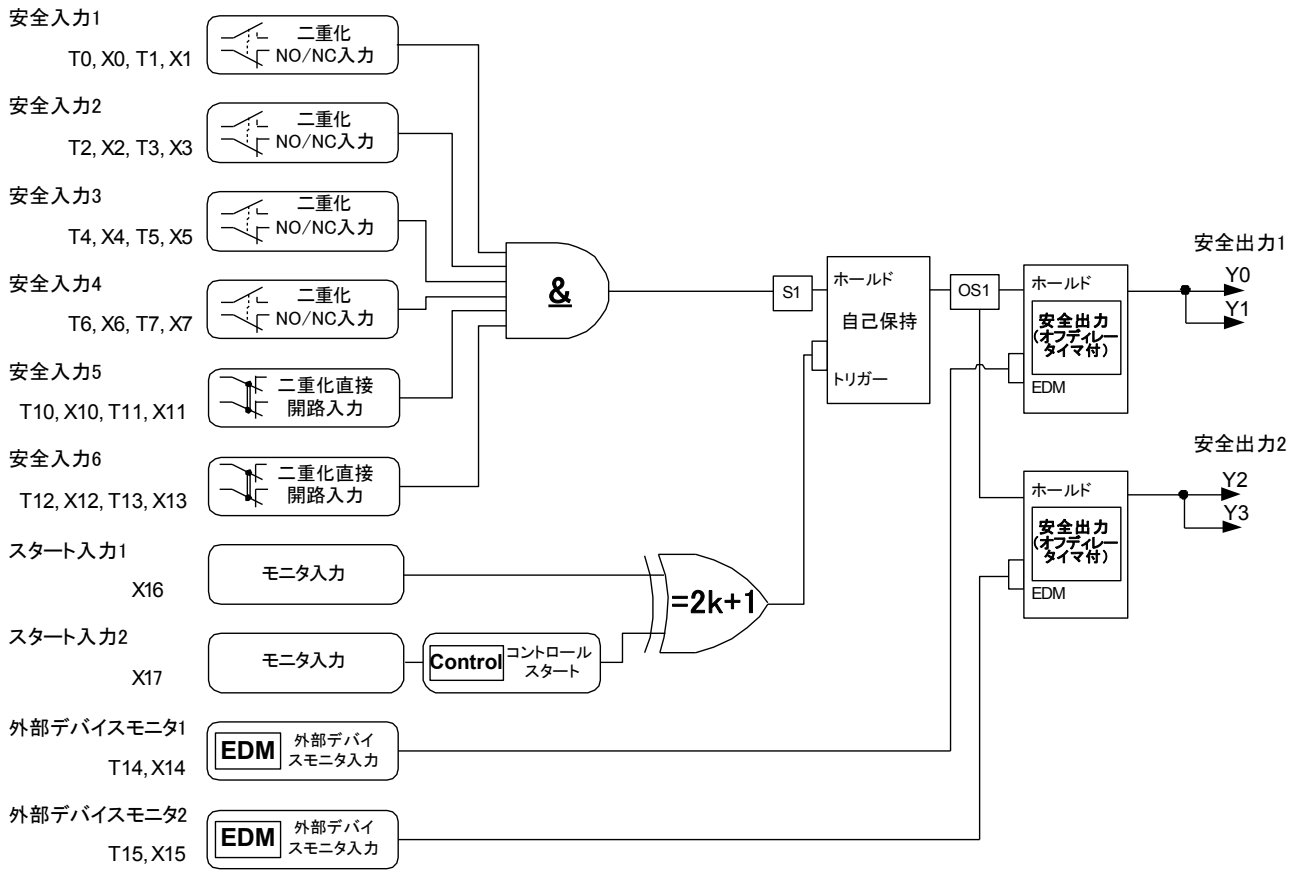 安全入力1
T0, X0, T1, X1
二重化
NO/NC入力
安全入力2
T2, X2, T3, X3
二重化
NO/NC入力
安全入力3
T4, X4, T5, X5
二重化
NO/NC入力
安全入力4
T6, X6, T7, X7
二重化
NO/NC入力
安全入力5
T10, X10, T11, X11
二重化直接
開路入力
安全入力6
T12, X12, T13, X13
二重化直接
開路入力
スタート入力1
X16
モニタ入力
スタート入力2
X17
モニタ入力
Control
コントロール
スタート
外部デバイスモニタ1
T14, X14
EDM
外部デバイ
スモニタ入力
外部デバイスモニタ2
T15, X15
EDM
外部デバイ
スモニタ入力
&
=2k+1
S1
ホールド
自己保持
トリガー
OS1
ホールド
安全出力
(オフディレー
タイマ付)
EDM
安全出力1
Y0
Y1
ホールド
安全出力
(オフディレー
タイマ付)
EDM
安全出力2
Y2
Y3